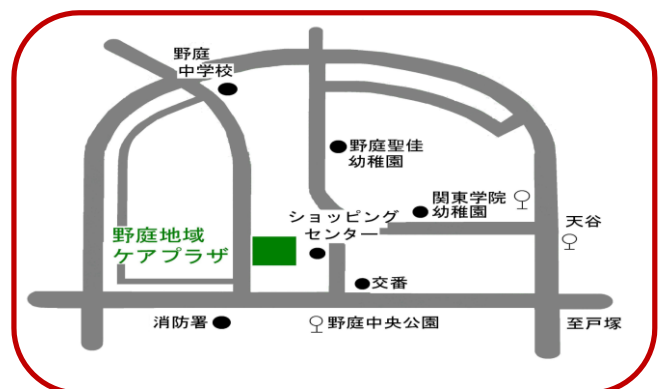 野庭
中学校
野庭聖佳
幼稚園
関東学院
幼稚園
ショッピング
センター
天谷
野庭地域
ケアプラザ
交番
消防署
野庭中央公園
至戸塚